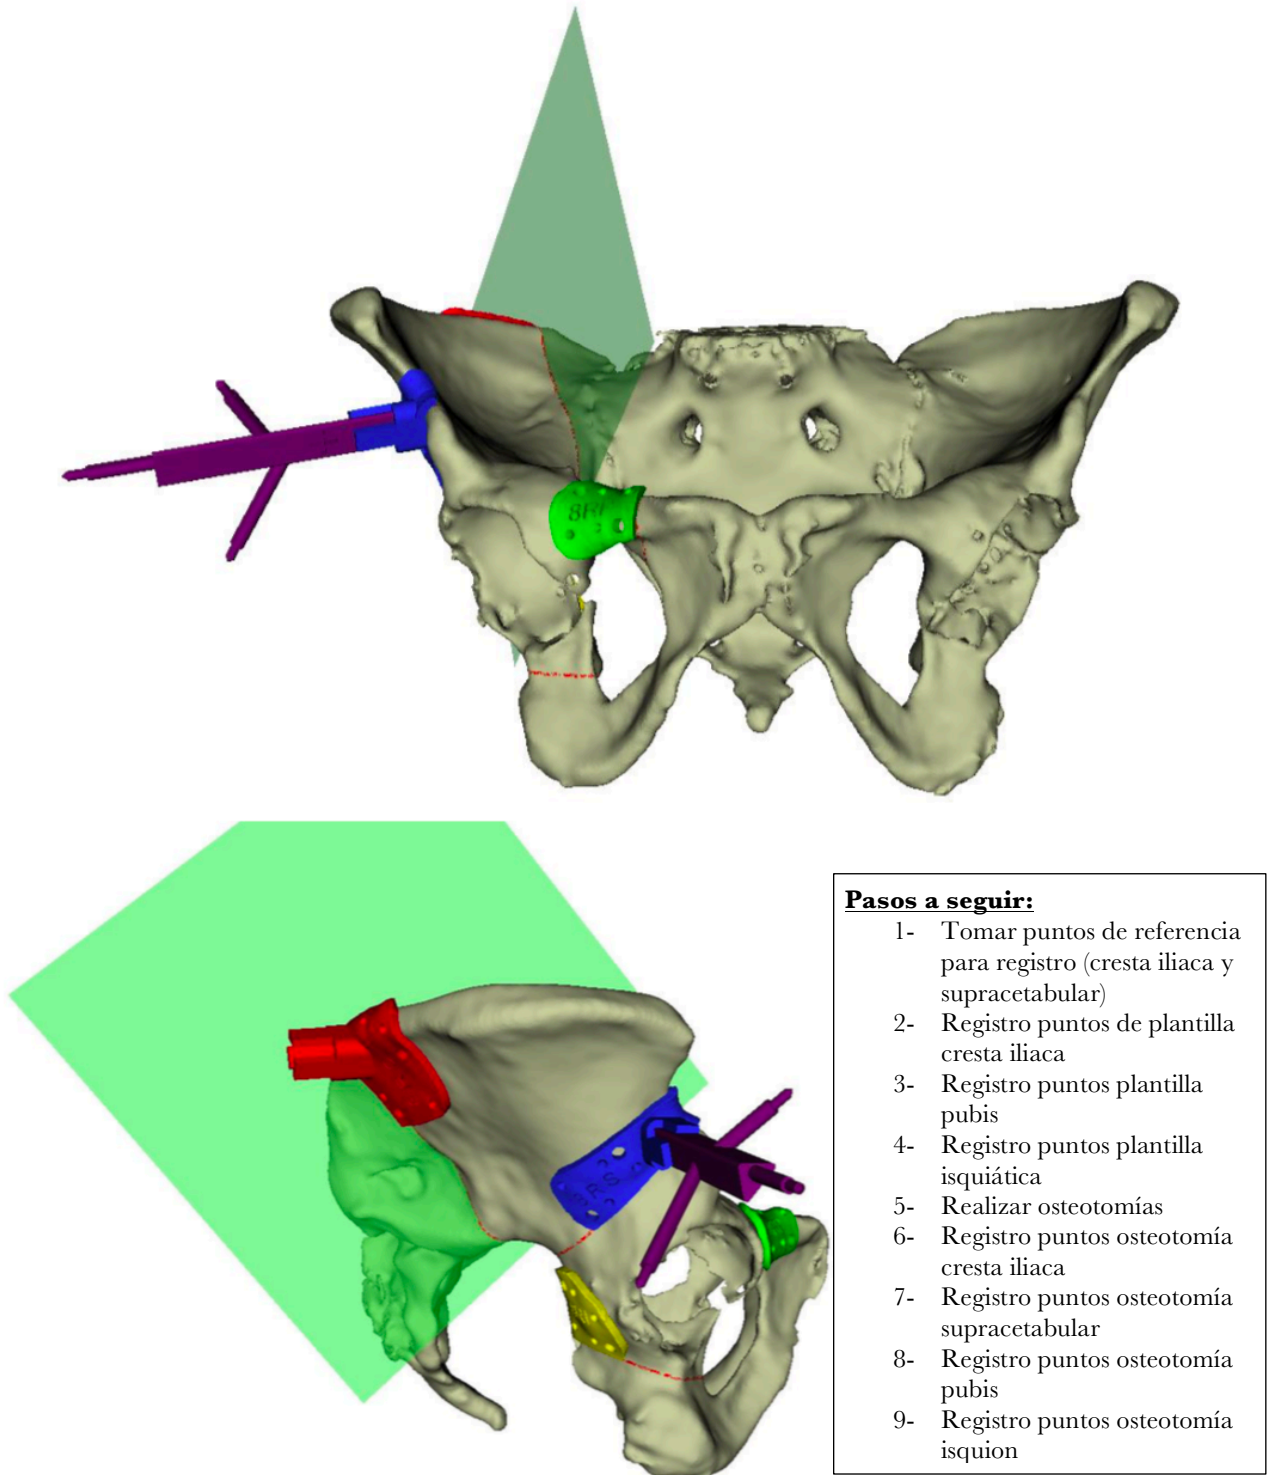 8RP
Pasos a seguir:
1- Tomar puntos de referencia
para registro (cresta iliaca y
supracetabular)
2- Registro puntos de plantilla
cresta iliaca
3- Registro puntos plantilla
pubis
4- Registro puntos plantilla
isquiática
5- Realizar osteotomías
6- Registro puntos osteotomía
cresta iliaca
7- Registro puntos osteotomía
supracetabular
8- Registro puntos osteotomía
pubis
9- Registro puntos osteotomía
isquion